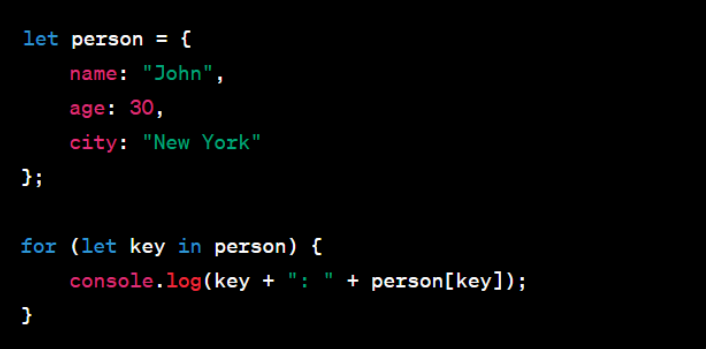 let person = {
    name: "John",
    age: 30,
    city: "New York"
};

for (let key in person) {
    console.log(key + ": " + person[key]);
}